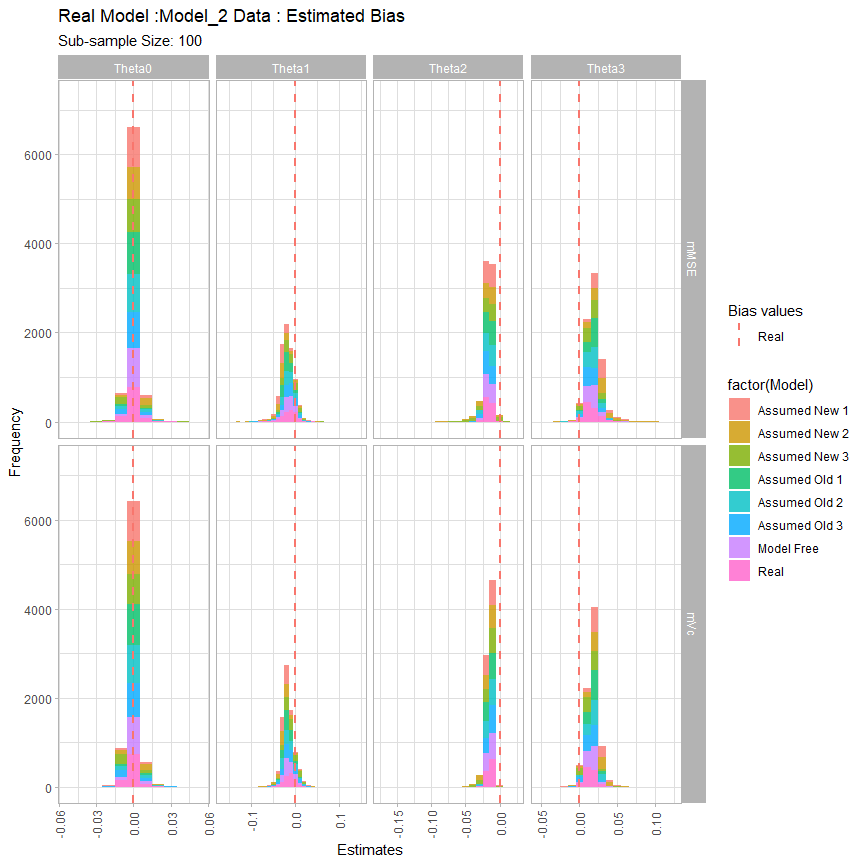 Real Model :Model_2 Data : Estimated Bias
Sub-sample Size: 100
Theta0 Theta1 Theta2 Theta3
6000
4000
2000
0
mMSE
6000
4000
2000
0
mVc
Frequency
-0.06 -0.03 0.00 0.03 0.06 -0.1 0.0 0.1 -0.15 -0.10 -0.05 0.00 -0.05 0.00 0.05 0.10
Estimates
Bias values
Real
factor(Model)
Assumed New 1
Assumed New 2
Assumed New 3
Assumed Old 1
Assumed Old 2
Assumed Old 3
Model Free
Real